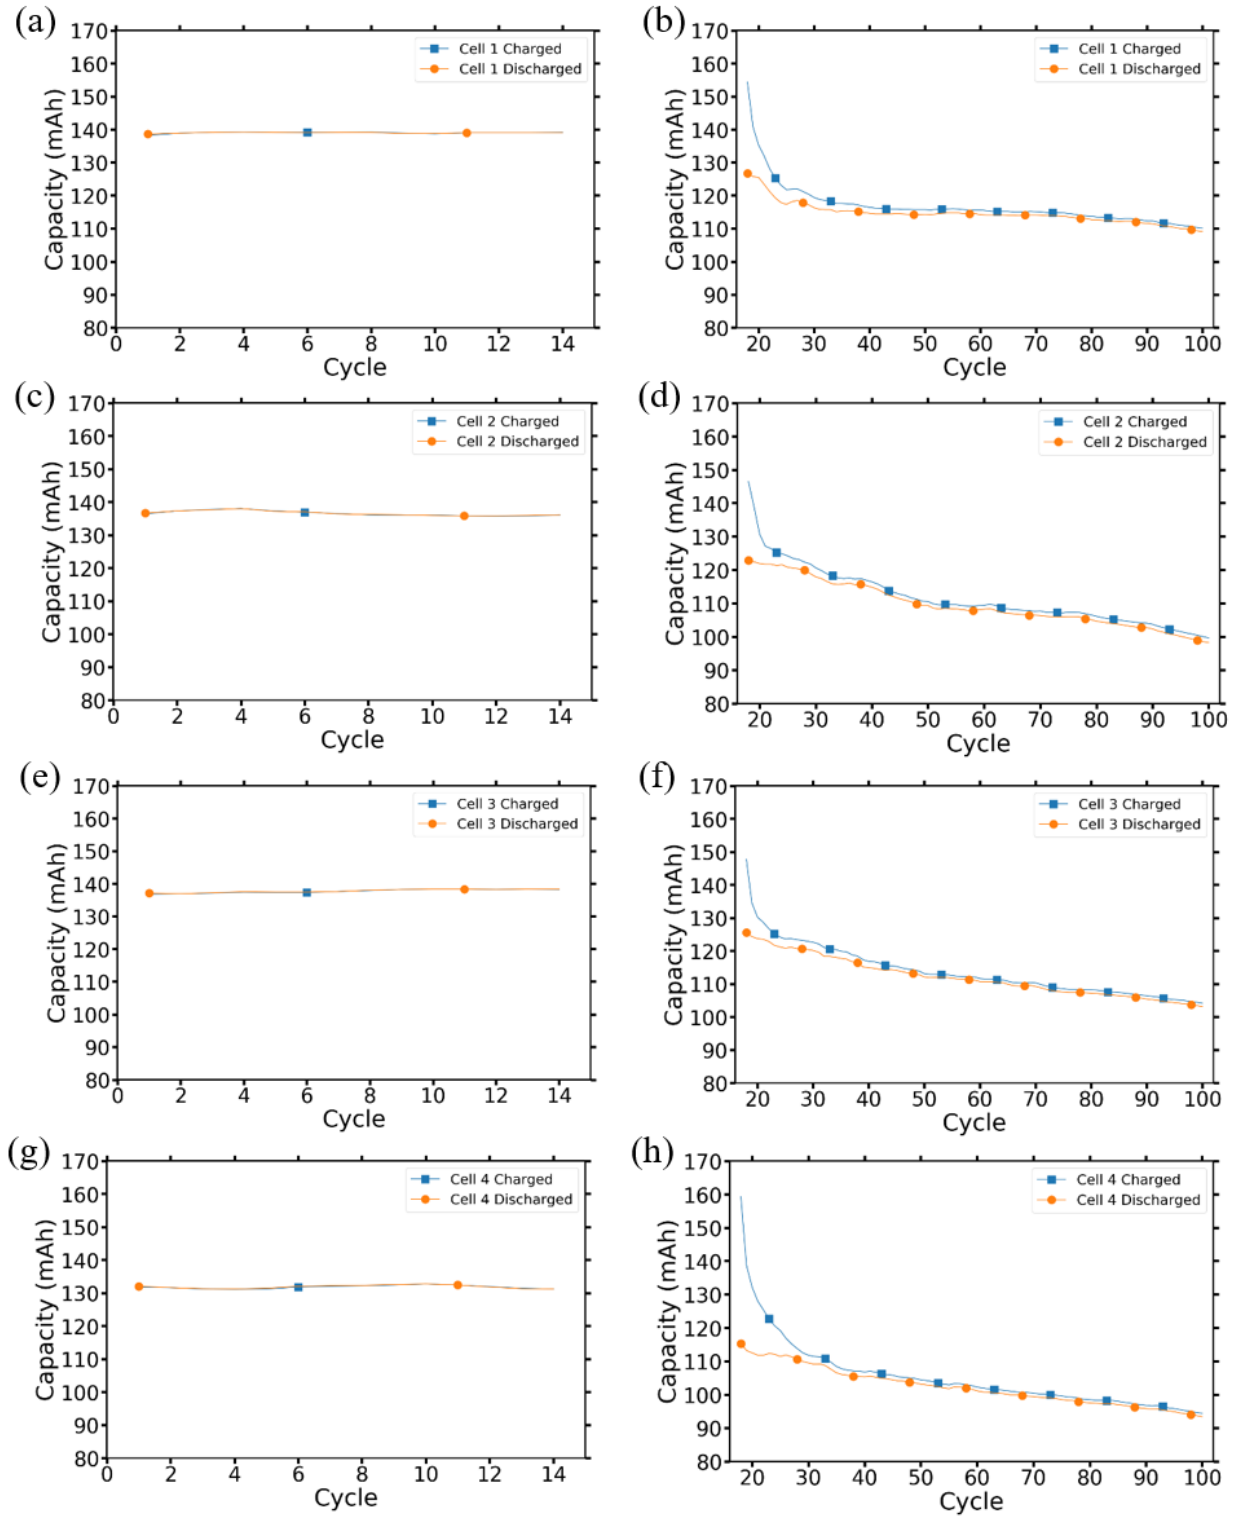 (a)
170
160
150
140
130
120
110
100
90
80
0 2 4 6 8 10 12 14
Capacity (mAh)
Cycle
Cell 1 Charged
Cell 1 Discharged
(b)
170
160
150
140
130
120
110
100
90
80
20 30 40 50 60 70 80 90 100
Capacity (mAh)
Cycle
Cell 1 Charged
Cell 1 Discharged
(c)
170
160
150
140
130
120
110
100
90
80
0 2 4 6 8 10 12 14
Capacity (mAh)
Cycle
Cell 2 Charged
Cell 2 Discharged
(d)
170
160
150
140
130
120
110
100
90
80
20 30 40 50 60 70 80 90 100
Capacity (mAh)
Cycle
Cell 2 Charged
Cell 2 Discharged
(e)
170
160
150
140
130
120
110
100
90
80
0 2 4 6 8 10 12 14
Capacity (mAh)
Cycle
Cell 3 Charged
Cell 3 Discharged
(f)
170
160
150
140
130
120
110
100
90
80
20 30 40 50 60 70 80 90 100
Capacity (mAh)
Cycle
Cell 3 Charged
Cell 3 Discharged
(g)
170
160
150
140
130
120
110
100
90
80
0 2 4 6 8 10 12 14
Capacity (mAh)
Cycle
Cell 4 Charged
Cell 4 Discharged
(h)
170
160
150
140
130
120
110
100
90
80
20 30 40 50 60 70 80 90 100
Capacity (mAh)
Cycle
Cell 4 Charged
Cell 4 Discharged